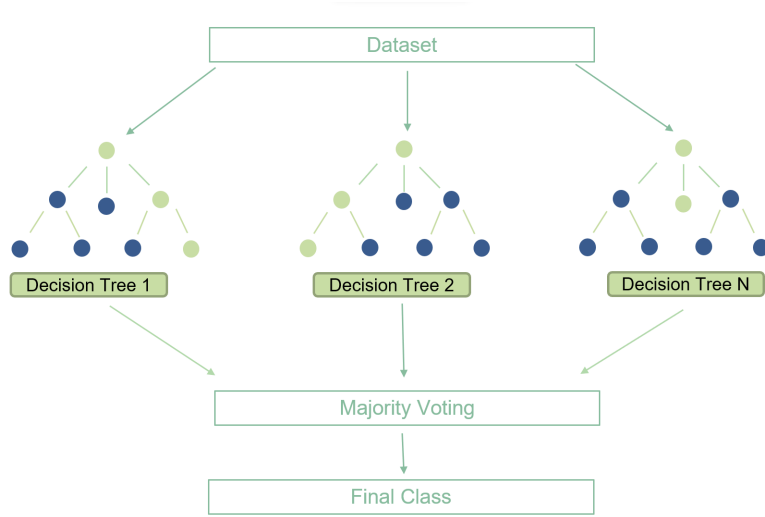 Dataset
Decision Tree 1
Decision Tree 2
Decision Tree N
Majority Voting
Final Class